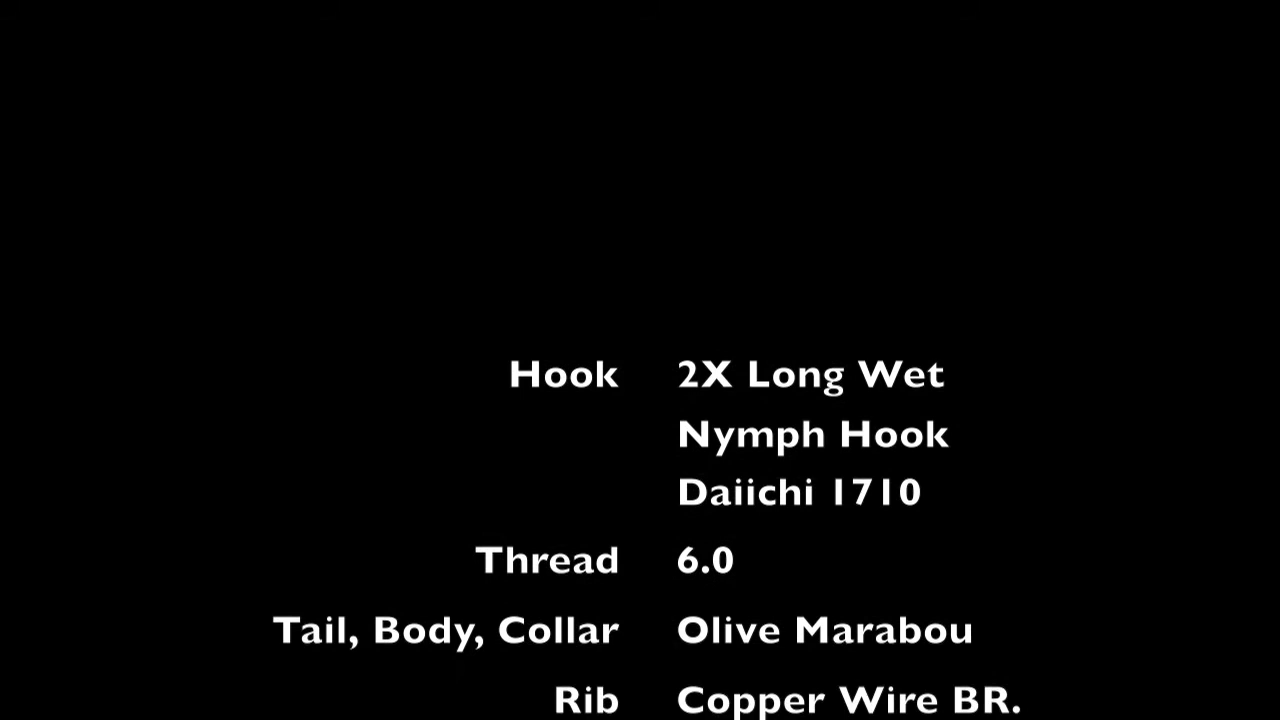 Hook 2X Long Wet
Nymph Hook
Daiichi 1710
Thread 6.0
Tail, Body, Collar Olive Marabou
Rib Copper Wire BR.